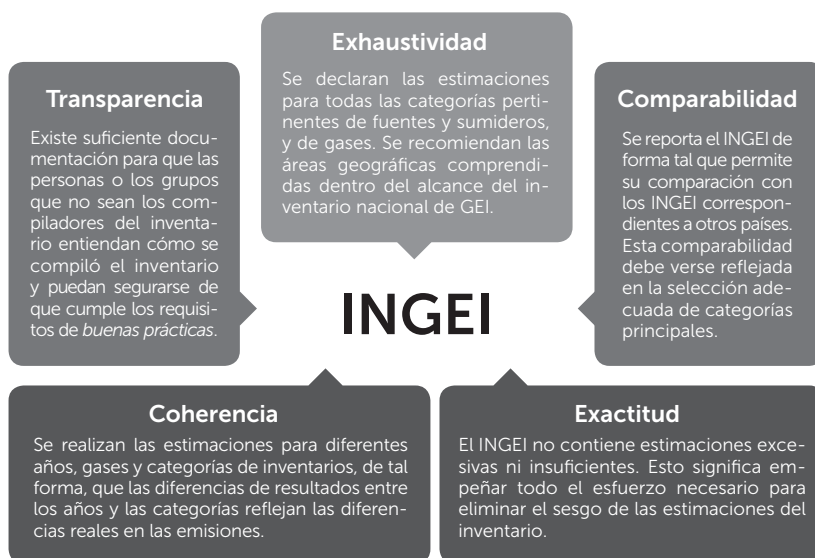 Exhaustividad
Se declaran las estimaciones
para todas las categorías perti-
nentes de fuentes y sumideros,
y de gases. Se recomiendan las
áreas geográficas comprendi-
das dentro del alcance del in-
ventario nacional de GEI.
Transparencia
Existe suficiente docu-
mentación para que las
personas o los grupos
que no sean los com-
piladores del inventa-
rio entiendan cómo se
compiló el inventario
y puedan segurarse de
que cumple los requisi-
tos de buenas prácticas.
Comparabilidad
Se reporta el INGEI de
forma tal que permite
su comparación con
los INGEI correspon-
dientes a otros países.
Esta comparabilidad
debe verse reflejada
en la selección ade-
cuada de categorías
principales.
INGEI
Coherencia
Se realizan las estimaciones para diferentes
años, gases y categorías de inventarios, de tal
forma, que las diferencias de resultados entre
los años y las categorías reflejan las diferen-
cias reales en las emisiones.
Exactitud
El INGEI no contiene estimaciones exce-
sivas ni insuficientes. Esto significa em-
peñar todo el esfuerzo necesario para
eliminar el sesgo de las estimaciones del
inventario.